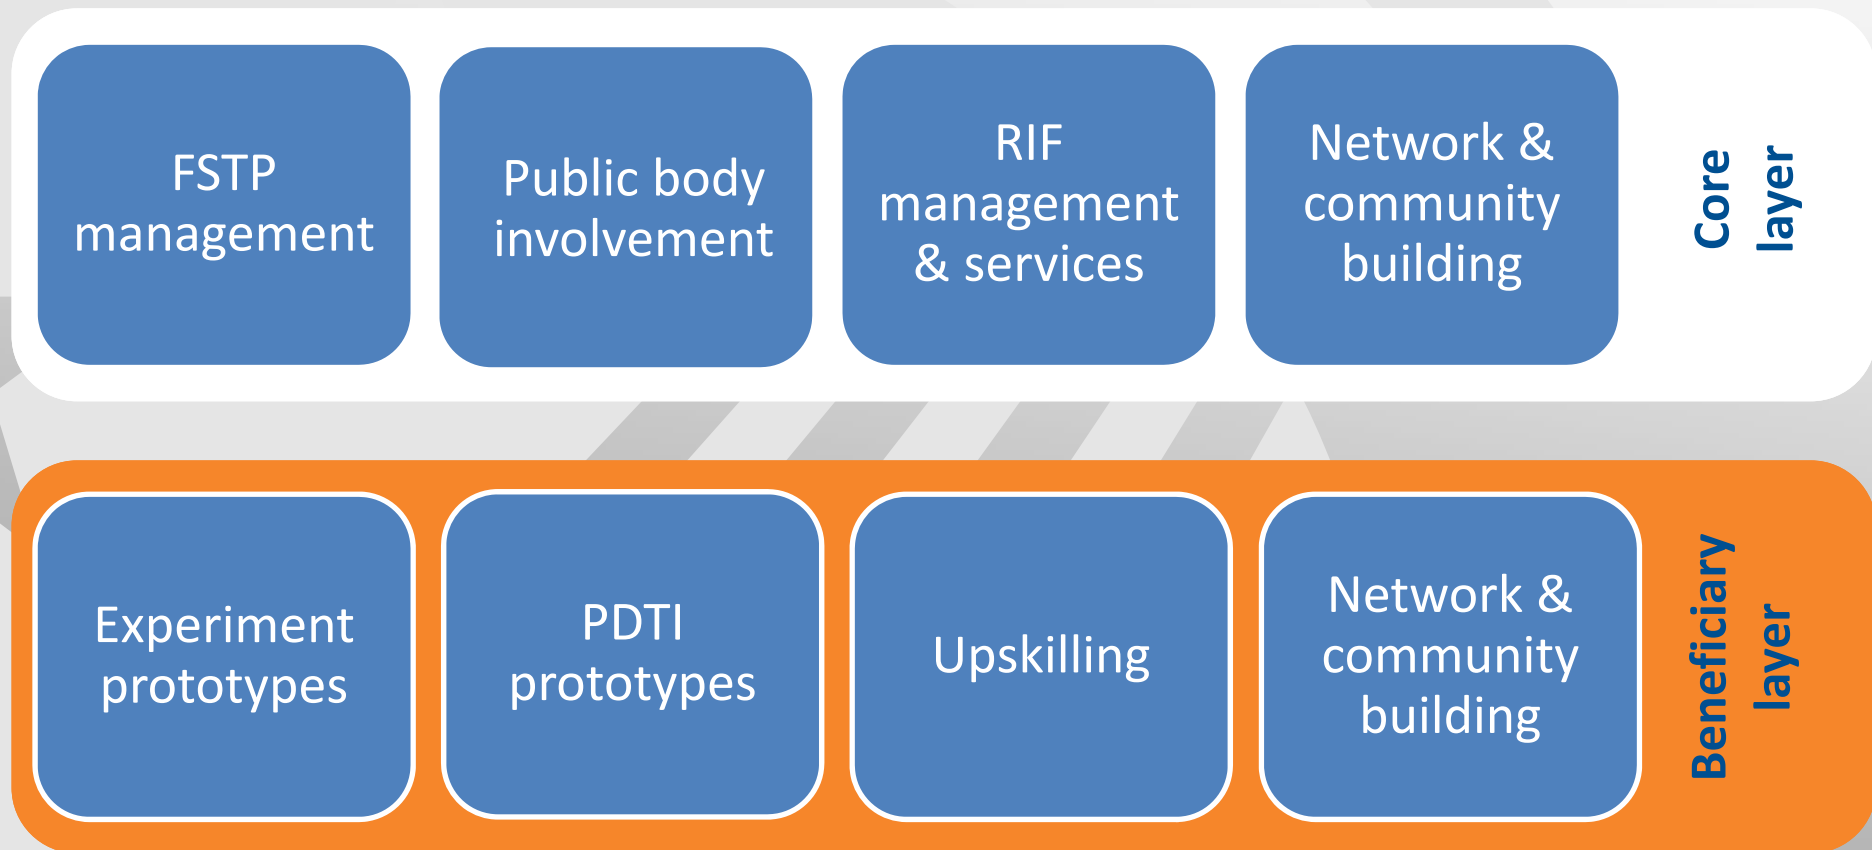 FSTP
management
Public body
involvement
RIF
management
& services
Network &
community
building
Core
layer
Experiment
prototypes
PDTI
prototypes
Upskilling
Network &
community
building
Beneficiary
layer